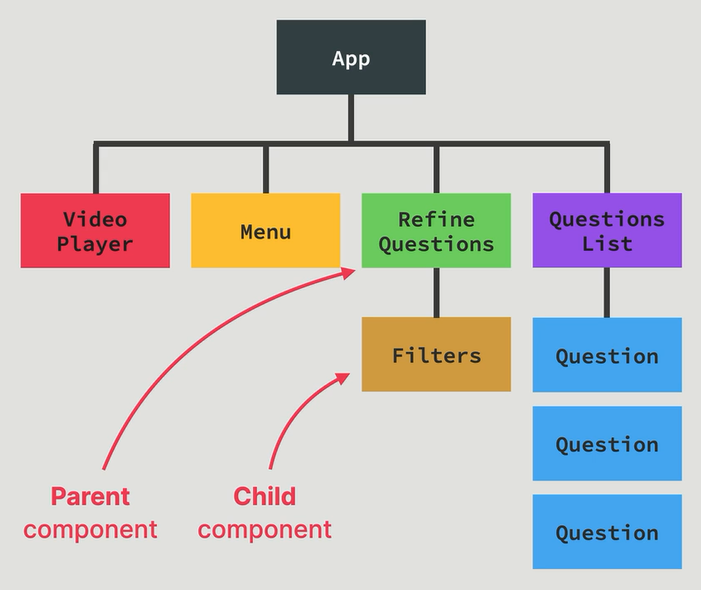 App
Video
Player
Menu
Refine
Questions
Questions
List
Filters
Question
Question
Question
Parent
component
Child
component